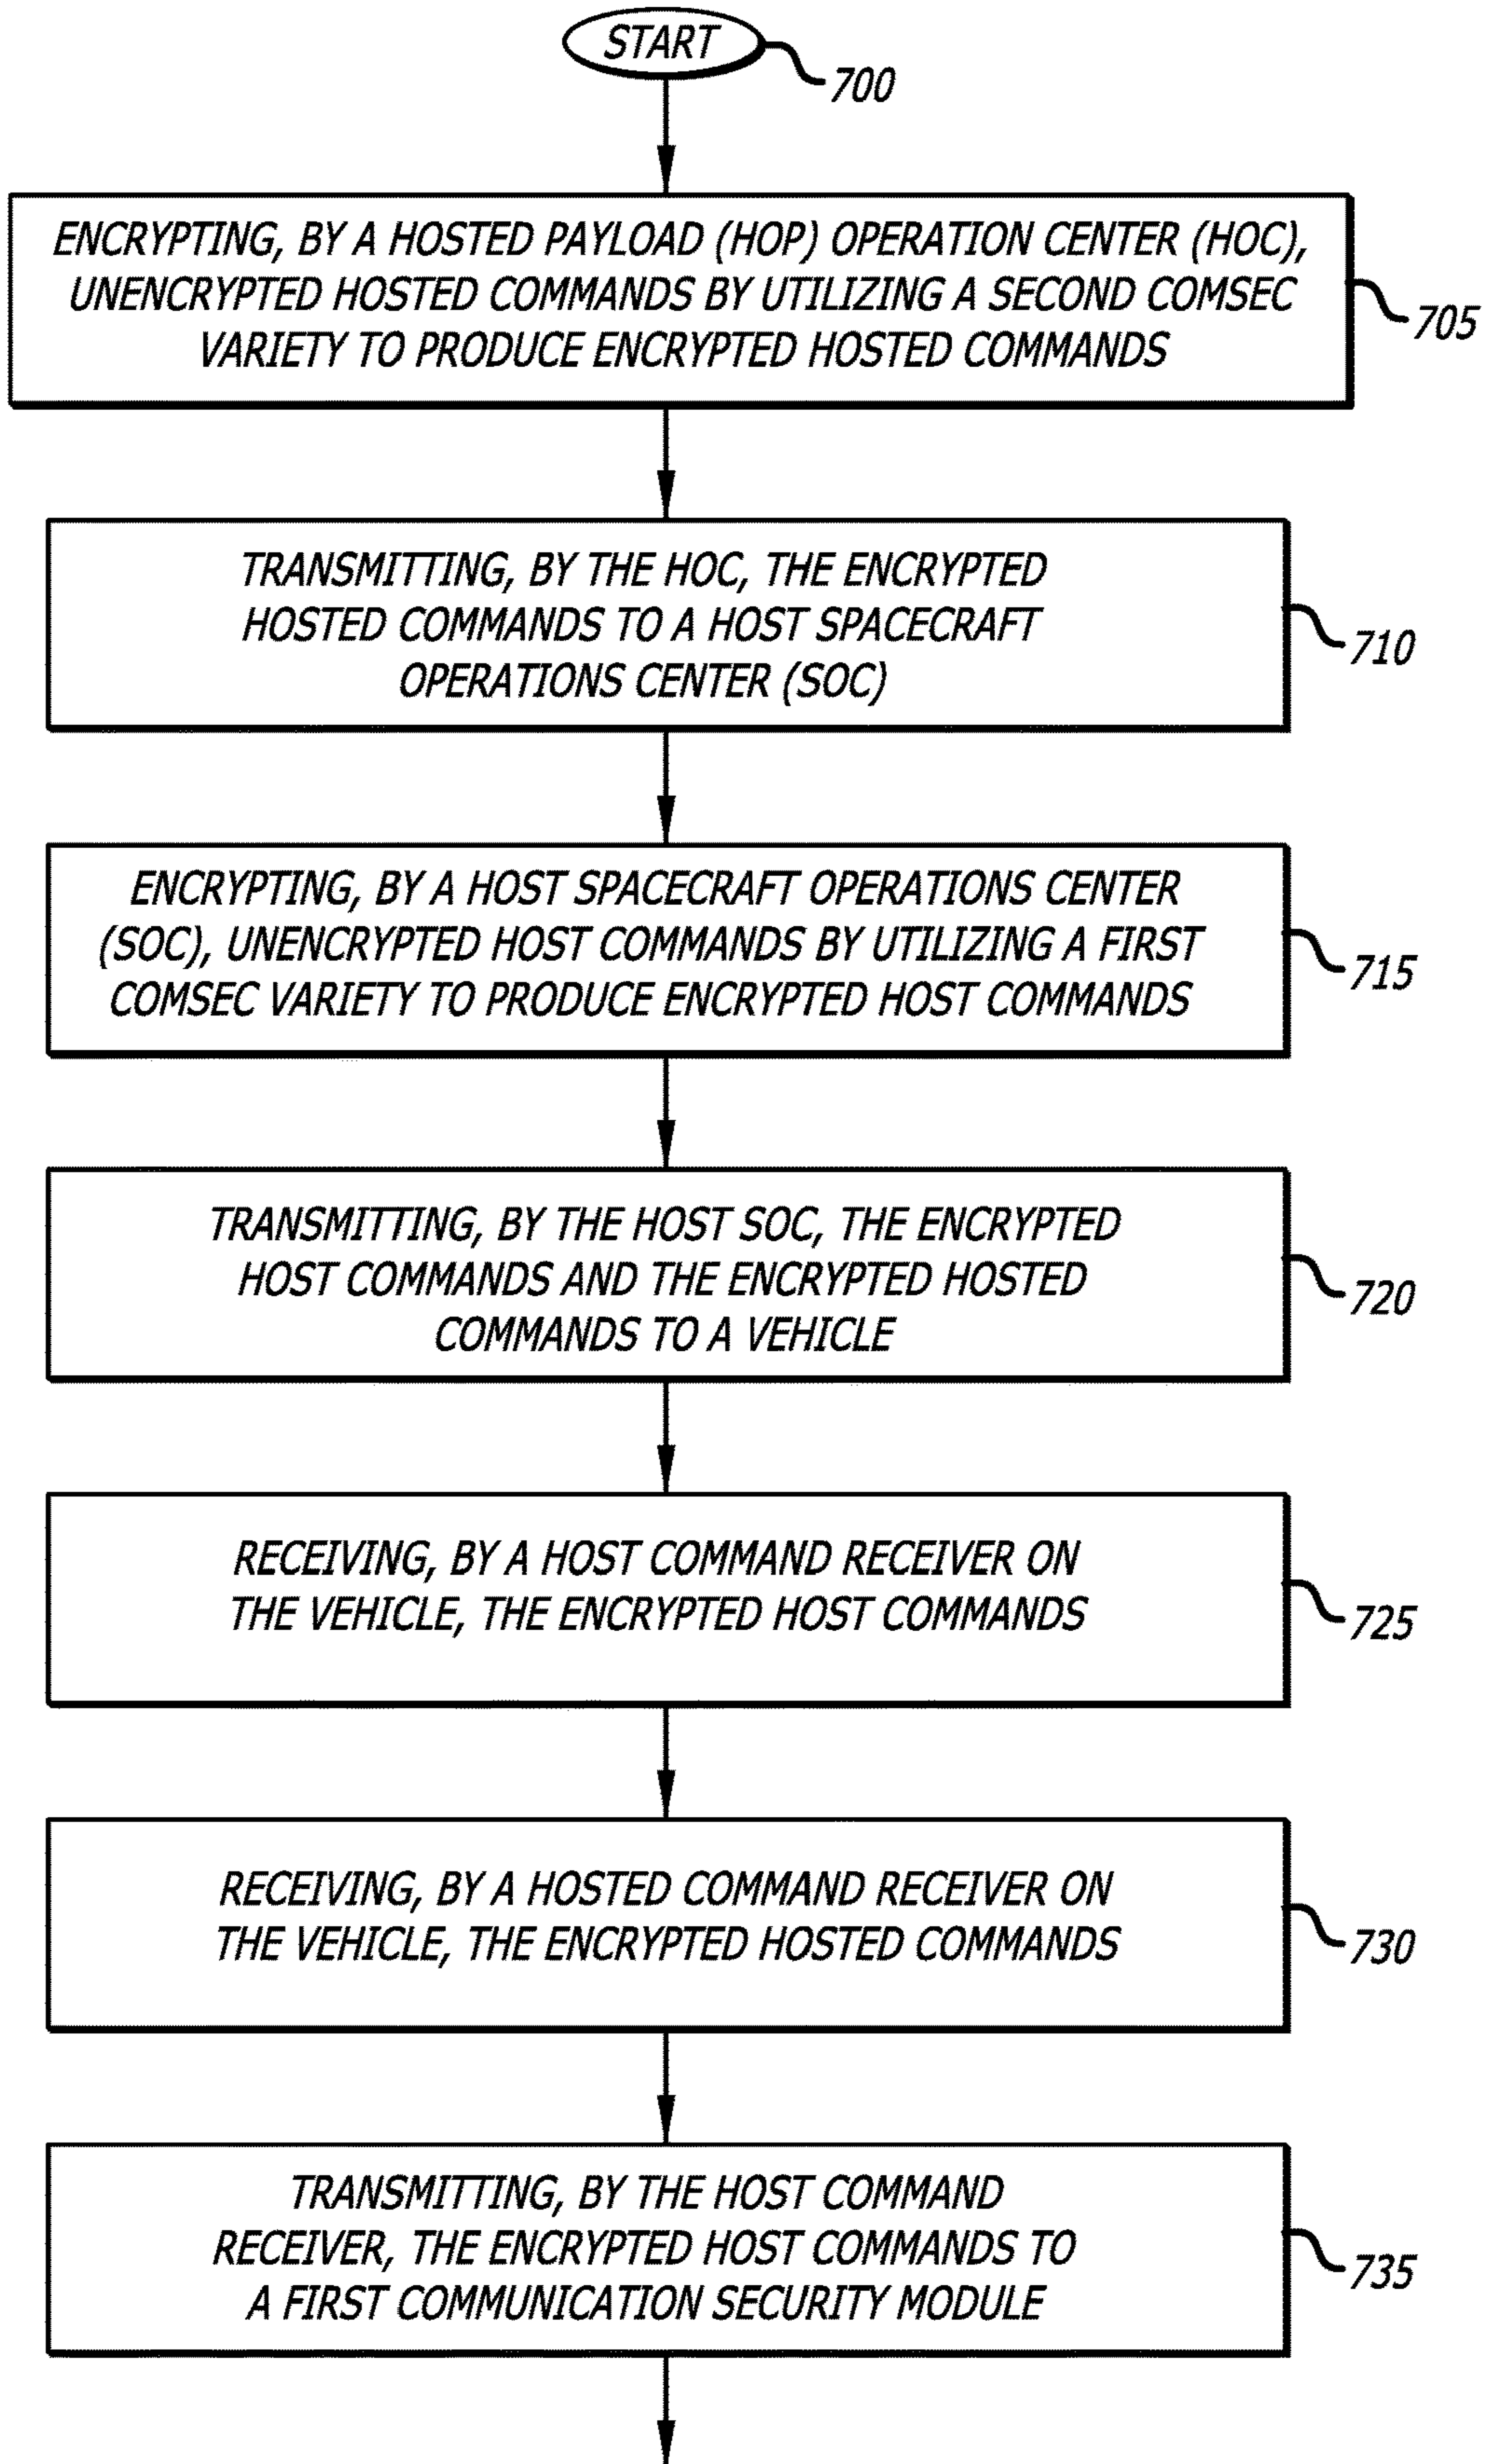 START
700
ENCRYPTING, BY A HOSTED PAYLOAD (HOP) OPERATION CENTER (HOC),
UNENCRYPTED HOSTED COMMANDS BY UTILIZING A SECOND COMSEC
VARIETY TO PRODUCE ENCRYPTED HOSTED COMMANDS
705
TRANSMITTING, BY THE HOC, THE ENCRYPTED
HOSTED COMMANDS TO A HOST SPACECRAFT
OPERATIONS CENTER (SOC)
710
ENCRYPTING, BY A HOST SPACECRAFT OPERATIONS CENTER
(SOC), UNENCRYPTED HOST COMMANDS BY UTILIZING A FIRST
COMSEC VARIETY TO PRODUCE ENCRYPTED HOST COMMANDS
715
TRANSMITTING, BY THE HOST SOC, THE ENCRYPTED
HOST COMMANDS AND THE ENCRYPTED HOSTED
COMMANDS TO A VEHICLE
720
RECEIVING, BY A HOST COMMAND RECEIVER ON
THE VEHICLE, THE ENCRYPTED HOST COMMANDS
725
RECEIVING, BY A HOSTED COMMAND RECEIVER ON
THE VEHICLE, THE ENCRYPTED HOSTED COMMANDS
730
TRANSMITTING, BY THE HOST COMMAND
RECEIVER, THE ENCRYPTED HOST COMMANDS TO
A FIRST COMMUNICATION SECURITY MODULE
735